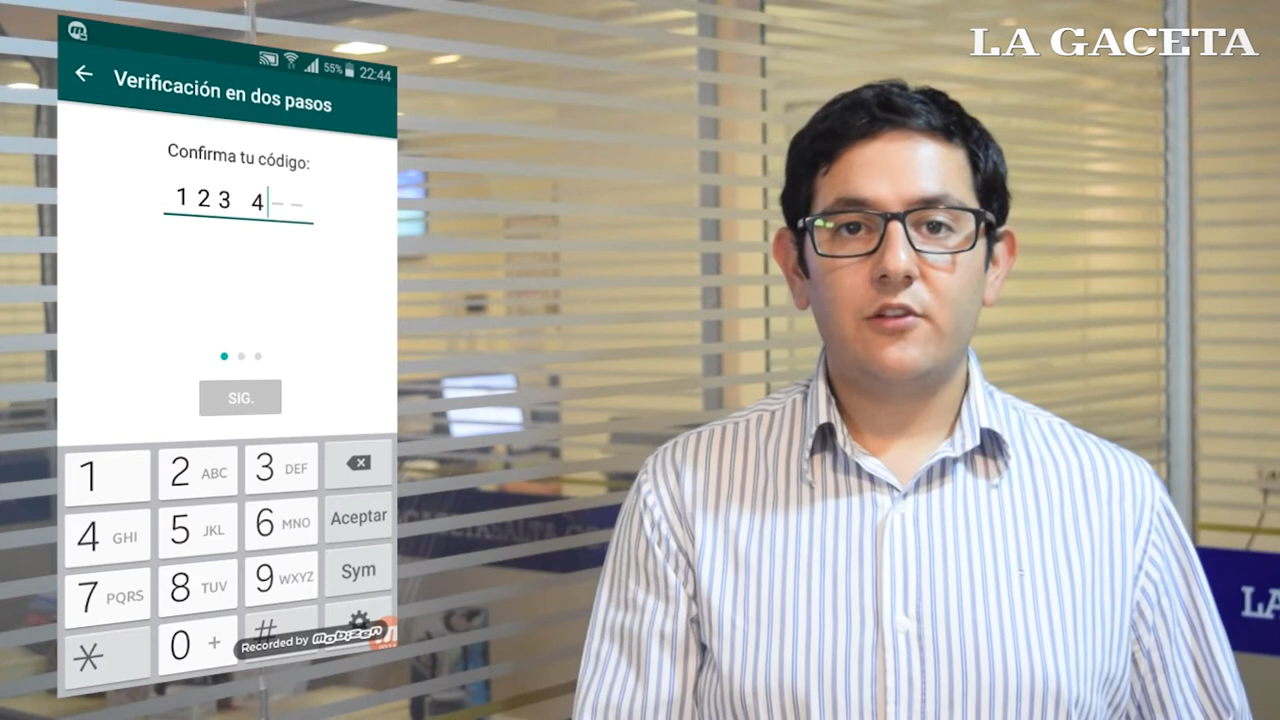 LA GACETA
55% 22:44
Verificación en dos pasos
Confirma tu código:
1 2 3 4
SIG.
1
2 ABC
3 DEF
4 GHI
5 JKL
6 MNO
Aceptar
7 PQRS
8 TUV
9 WXYZ
Sym
*
0 +
#
Recorded by mobizen
LA